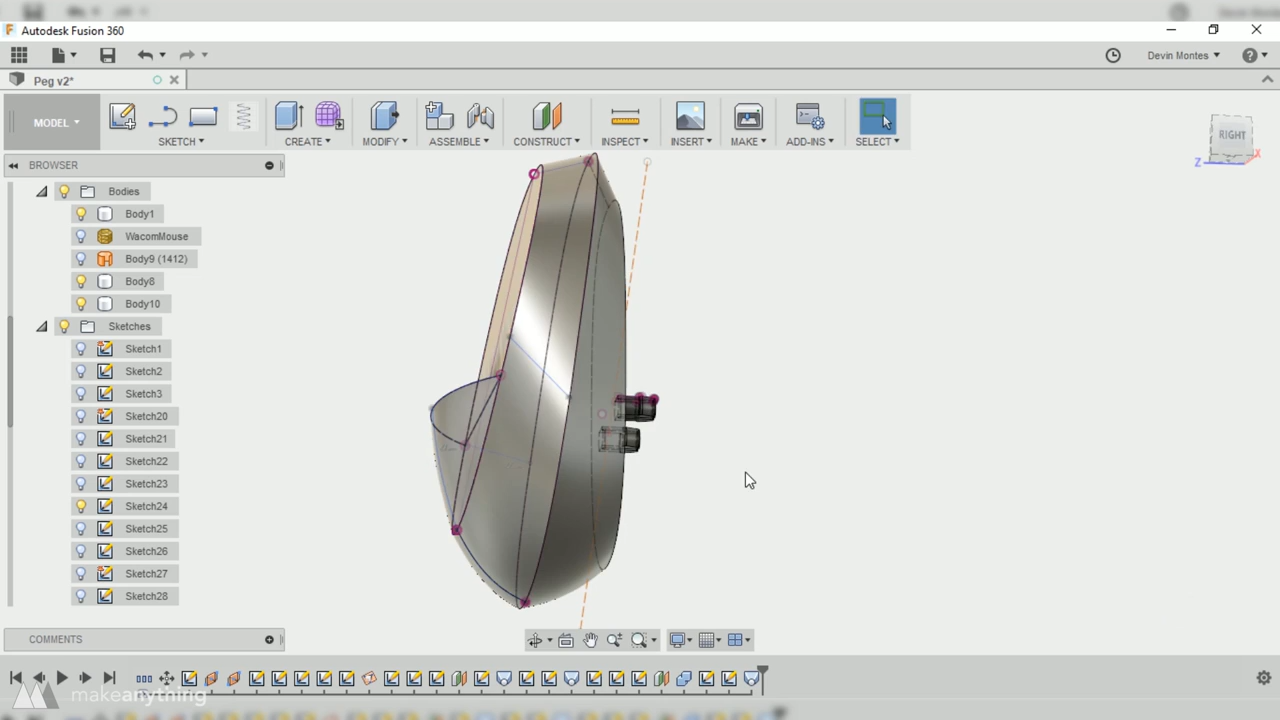 Autodesk Fusion 360
Devin Montes
Peg v2*
MODEL
SKETCH
CREATE
MODIFY
ASSEMBLE
CONSTRUCT
INSPECT
INSERT
MAKE
ADD-INS
SELECT
RIGHT
Z
X
BROWSER
Bodies
Body1
WacomMouse
Body9 (1412)
Body8
Body10
Sketches
Sketch1
Sketch2
Sketch3
Sketch20
Sketch21
Sketch22
Sketch23
Sketch24
Sketch25
Sketch26
Sketch27
Sketch28
COMMENTS
makeanything